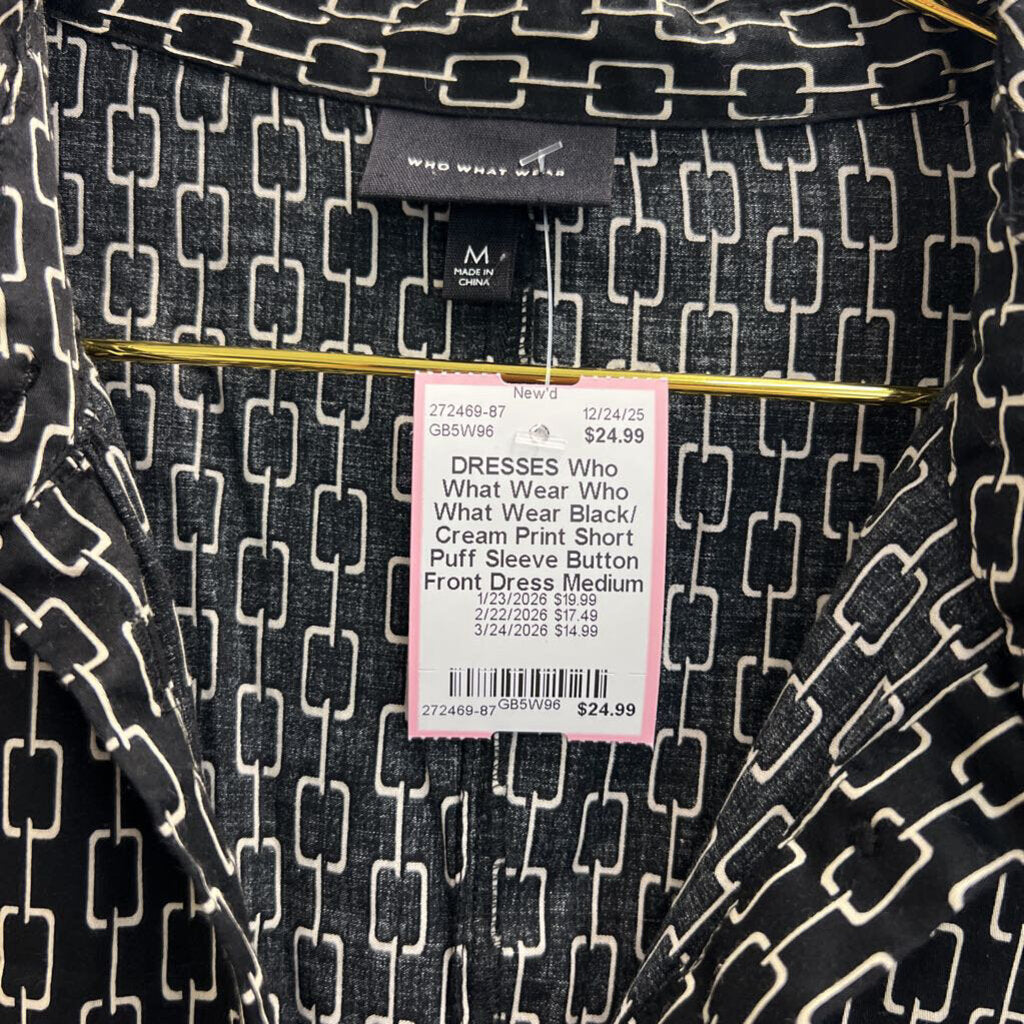 WHO WHAT WEAR
M
MADE IN
CHINA
New'd
272469-87 12/24/25
GB5W96 $24.99
DRESSES Who
What Wear Who
What Wear Black/
Cream Print Short
Puff Sleeve Button
Front Dress Medium
1/23/2026 $19.99
2/22/2026 $17.49
3/24/2026 $14.99
272469-87 GB5W96 $24.99